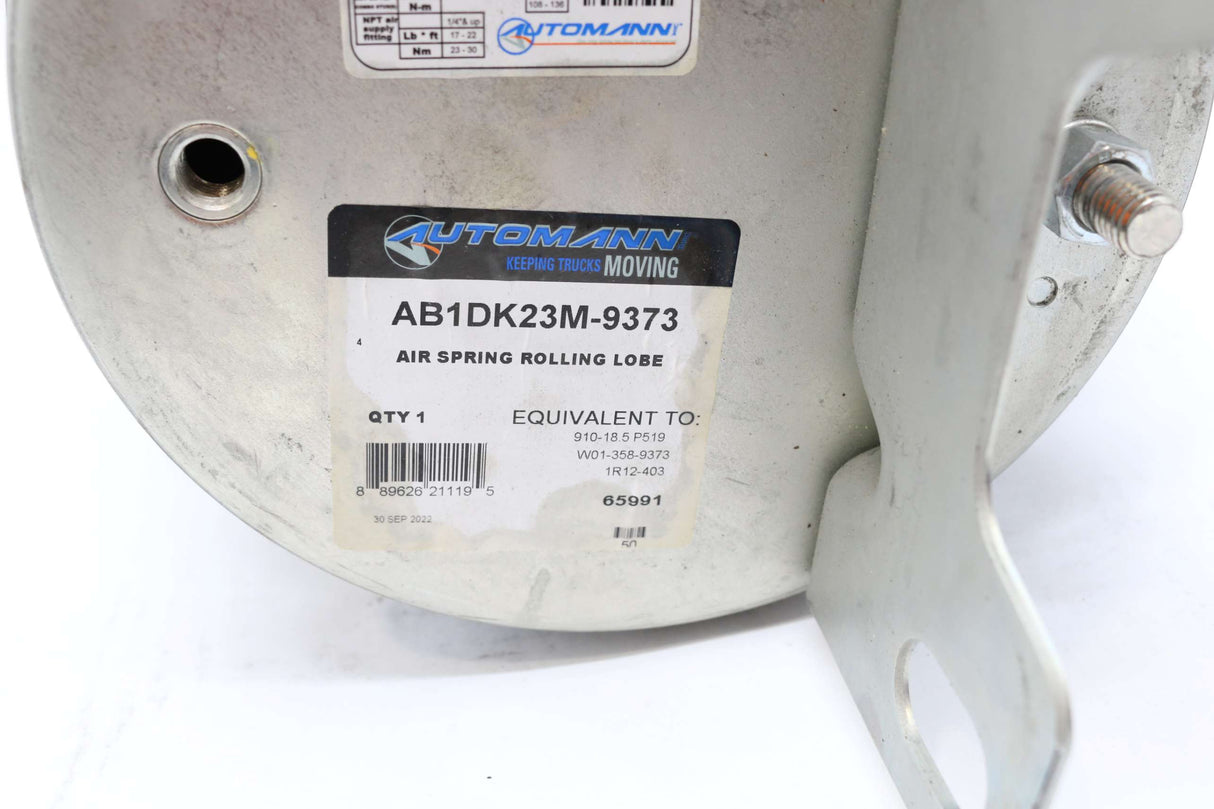 N-m 108 - 136
NPT air supply fitting 1/4"& up
Lb * ft 17 - 22
Nm 23 - 30
AUTOMANN
AUTOMANN
KEEPING TRUCKS MOVING
AB1DK23M-9373
4
AIR SPRING ROLLING LOBE
QTY 1
EQUIVALENT TO:
910-18.5 P519
W01-358-9373
1R12-403
8 89626 21119 5
65991
30 SEP 2022
50